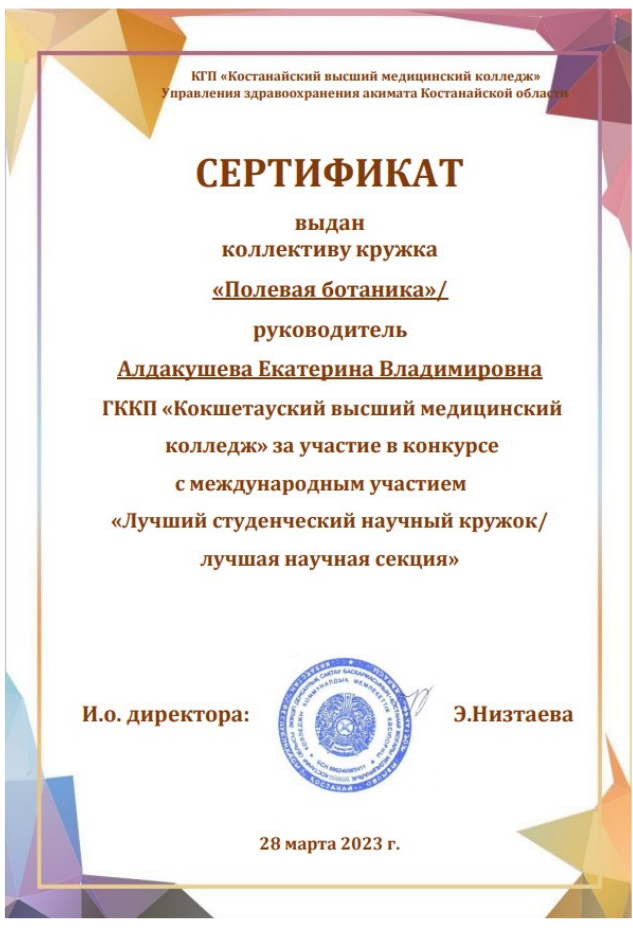 КГП «Костанайский высший медицинский колледж»
Управления здравоохранения акимата Костанайской области
СЕРТИФИКАТ
выдан
коллективу кружка
«Полевая ботаника»/
руководитель
Алдакушева Екатерина Владимировна
ГККП «Кокшетауский высший медицинский
колледж» за участие в конкурсе
с международным участием
«Лучший студенческий научный кружок/
лучшая научная секция»
И.о. директора:
Э.Низтаева
28 марта 2023 г.